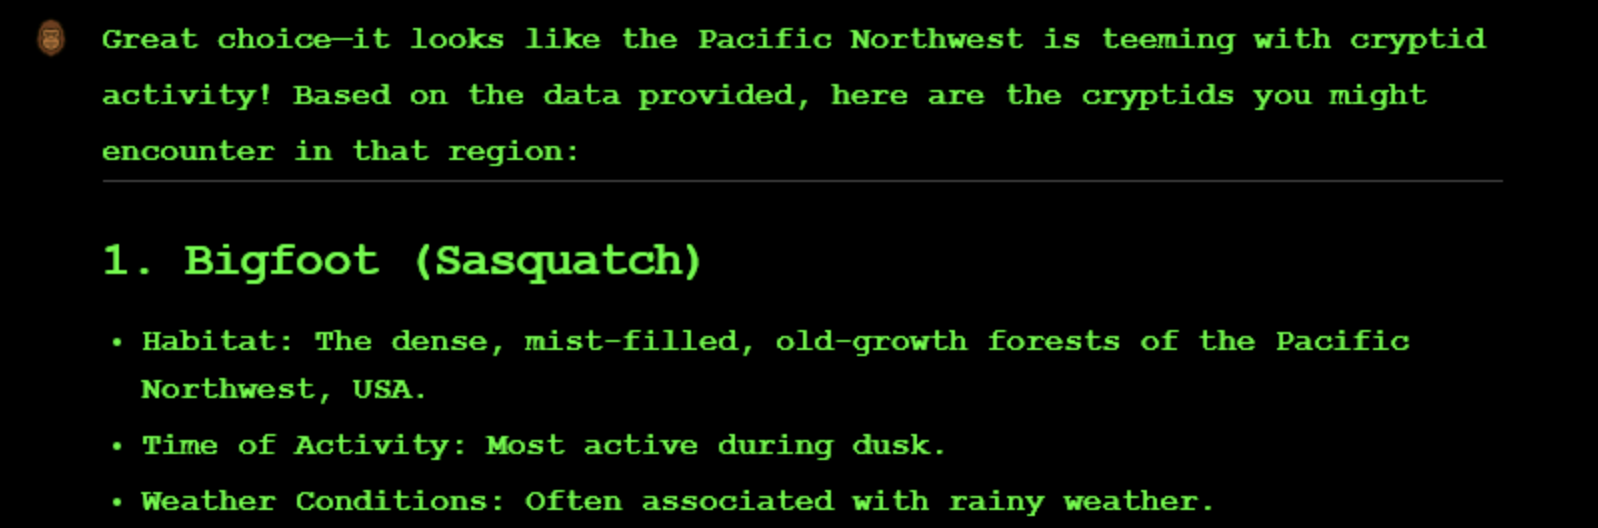 Great choice—it looks like the Pacific Northwest is teeming with cryptid
activity! Based on the data provided, here are the cryptids you might
encounter in that region:
1. Bigfoot (Sasquatch)
• Habitat: The dense, mist-filled, old-growth forests of the Pacific
Northwest, USA.
• Time of Activity: Most active during dusk.
• Weather Conditions: Often associated with rainy weather.